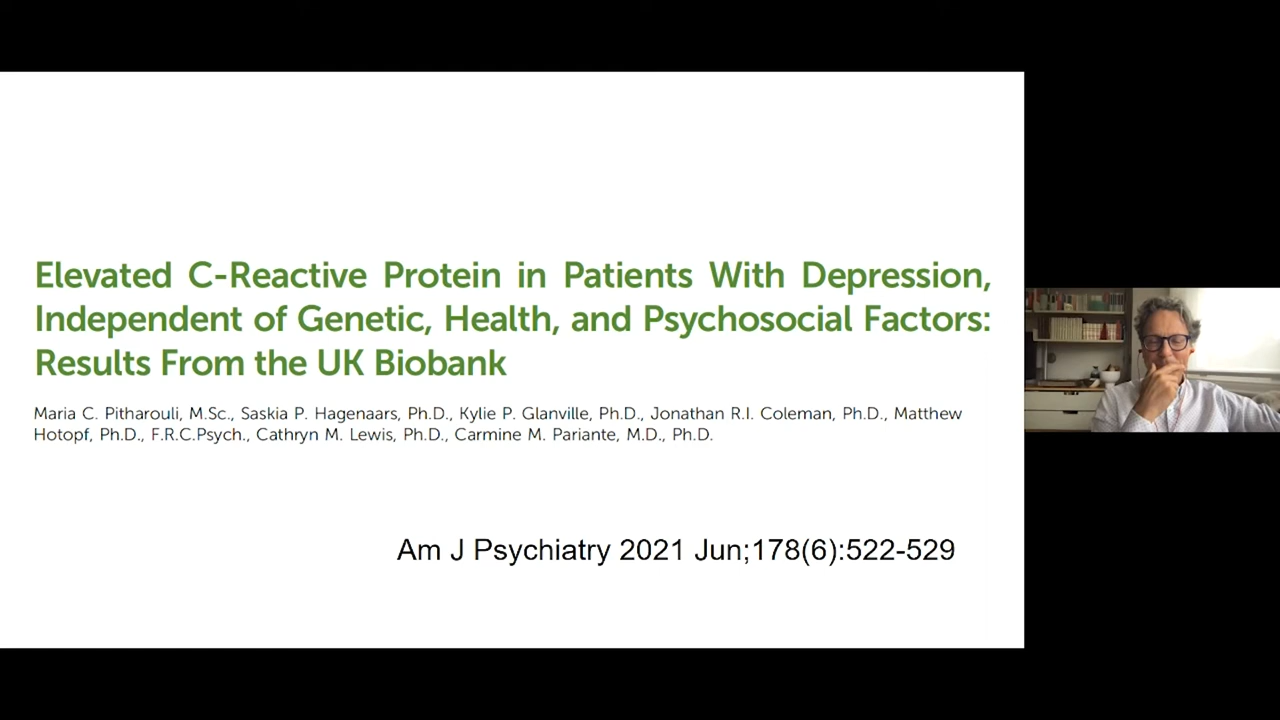 Elevated C-Reactive Protein in Patients With Depression,
Independent of Genetic, Health, and Psychosocial Factors:
Results From the UK Biobank
Maria C. Pitharouli, M.Sc., Saskia P. Hagenaars, Ph.D., Kylie P. Glanville, Ph.D., Jonathan R.I. Coleman, Ph.D., Matthew
Hotopf, Ph.D., F.R.C.Psych., Cathryn M. Lewis, Ph.D., Carmine M. Pariante, M.D., Ph.D.
Am J Psychiatry 2021 Jun;178(6):522-529